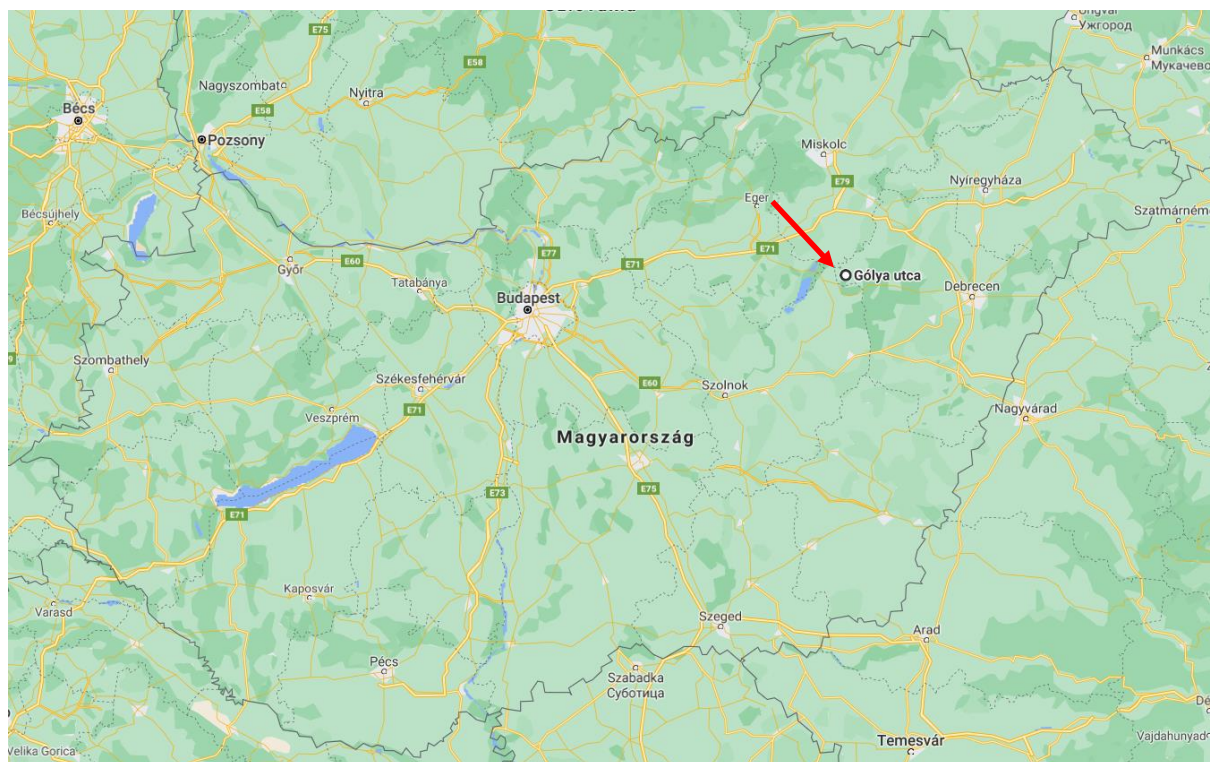 E75
E58
Ужгород
Munkács
Мукачево
Nagyszombat
Nyitra
Bécs
E58
Pozsony
Miskolc
E79
Nyíregyháza
Eger
Bécsújhely
Szatmárném
E77
E71
E71
Győr
E60
Gólya utca
Tatabánya
Debrecen
Budapest
Szombathely
Székesfehérvár
E60
Szolnok
Veszprém
E71
Nagyvárad
Magyarország
E73
E75
E71
Kaposvár
Varasd
Szeged
Arad
Pécs
Szabadka
Суботица
Dé
Temesvár
Vajdahunyad
Velika Gorica